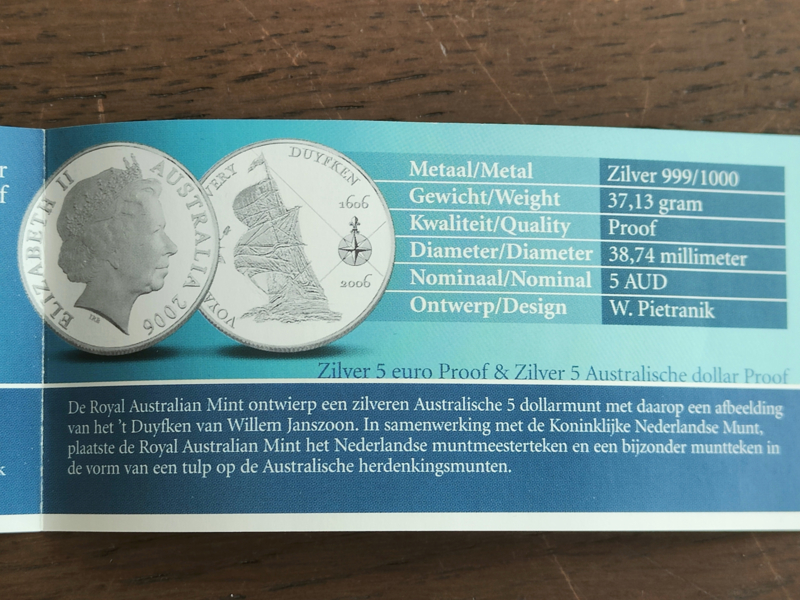 r
f
k
ELIZABETH II AUSTRALIA 2006
IRB
DUYFKEN
1606
2006
Metaal/Metal Zilver 999/1000
Gewicht/Weight 37,13 gram
Kwaliteit/Quality Proof
Diameter/Diameter 38,74 millimeter
Nominaal/Nominal 5 AUD
Ontwerp/Design W. Pietranik
Zilver 5 euro Proof & Zilver 5 Australische dollar Proof
De Royal Australian Mint ontwierp een zilveren Australische 5 dollarmunt met daarop een afbeelding
van het 't Duyfken van Willem Janszoon. In samenwerking met de Koninklijke Nederlandse Munt,
plaatste de Royal Australian Mint het Nederlandse muntmeesterteken en een bijzonder muntteken in
de vorm van een tulp op de Australische herdenkingsmunten.